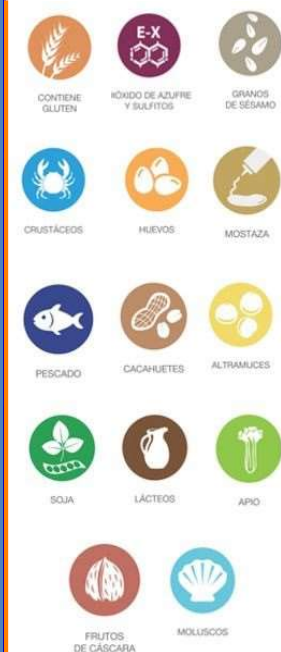 E-X
CONTIENE
GLUTEN
IÓXIDO DE AZUFRE
Y SULFITOS
GRANOS
DE SÉSAMO
CRUSTÁCEOS
HUEVOS
MOSTAZA
PESCADO
CACAHUETES
ALTRAMUCES
SOJA
LÁCTEOS
APIO
FRUTOS
DE CÁSCARA
MOLUSCOS